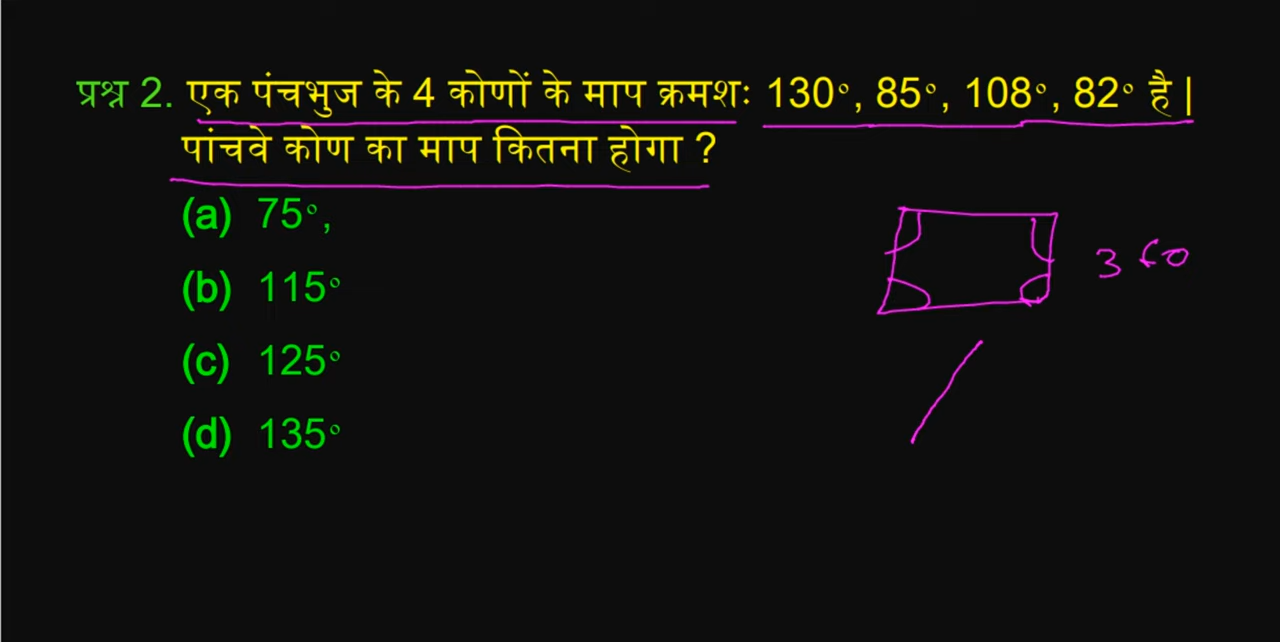 प्रश्न 2. एक पंचभुज के 4 कोणों के माप क्रमशः 130°, 85°, 108°, 82° है |
पांचवे कोण का माप कितना होगा ?
(a) 75°,
(b) 115°
(c) 125°
(d) 135°
360